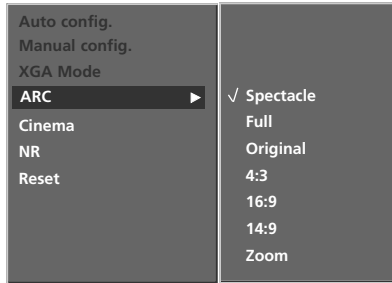 Auto config.
Manual config.
XGA Mode
ARC ▶
Cinema
NR
Reset
√ Spectacle
Full
Original
4:3
16:9
14:9
Zoom